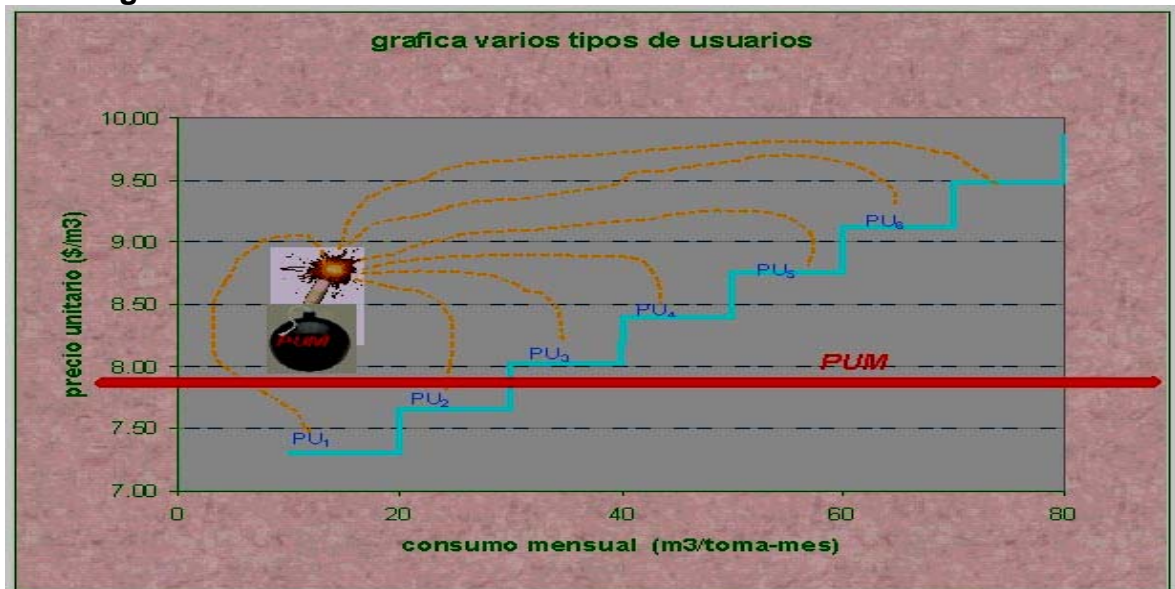 grafica varios tipos de usuarios
10,00
9.50
9.00
8.50
8.00
7.50
7.00
precio unitario ($/m3)
PU₆
PU₅
PU₄
PU₃
PU₂
PU₁
PUM
PUM
0
20
40
60
80
consumo mensual (m3/toma-mes)